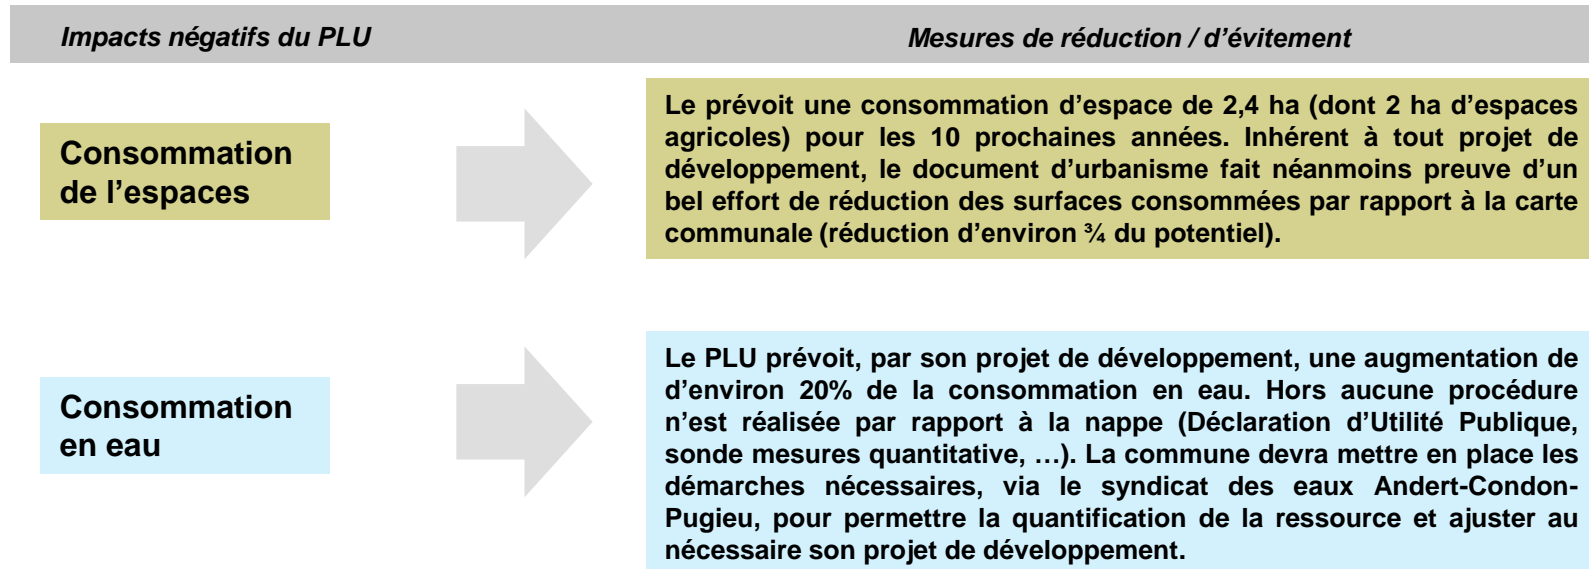 Impacts négatifs du PLU
Mesures de réduction / d'évitement
Consommation
de l'espaces
Le prévoit une consommation d'espace de 2,4 ha (dont 2 ha d'espaces
agricoles) pour les 10 prochaines années. Inhérent à tout projet de
développement, le document d'urbanisme fait néanmoins preuve d'un
bel effort de réduction des surfaces consommées par rapport à la carte
communale (réduction d'environ ¾ du potentiel).
Consommation
en eau
Le PLU prévoit, par son projet de développement, une augmentation de
d'environ 20% de la consommation en eau. Hors aucune procédure
n'est réalisée par rapport à la nappe (Déclaration d'Utilité Publique,
sonde mesures quantitative, …). La commune devra mettre en place les
démarches nécessaires, via le syndicat des eaux Andert-Condon-
Pugieu, pour permettre la quantification de la ressource et ajuster au
nécessaire son projet de développement.